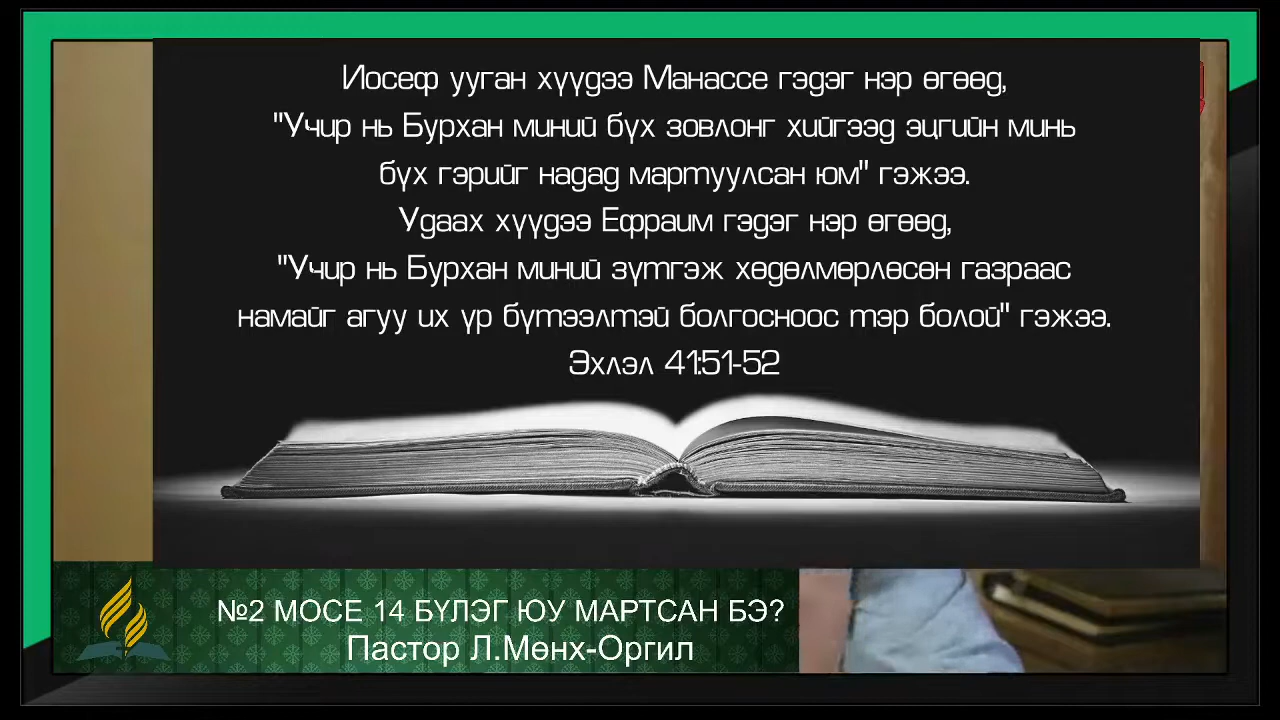 Иосеф ууган хүүдээ Манассе гэдэг нэр өгөөд,
"Учир нь Бурхан миний бүх зовлонг хийгээд эцгийн минь
бүх гэрийг надад мартуулсан юм" гэжээ.
Удаах хүүдээ Ефраим гэдэг нэр өгөөд,
"Учир нь Бурхан миний зүтгэж хөдөлмөрлөсөн газраас
намайг агуу их үр бүтээлтэй болгосноос тэр болой" гэжээ.
Эхлэл 41:51-52
№2 МОСЕ 14 БҮЛЭГ ЮУ МАРТСАН БЭ?
Пастор Л.Мөнх-Оргил